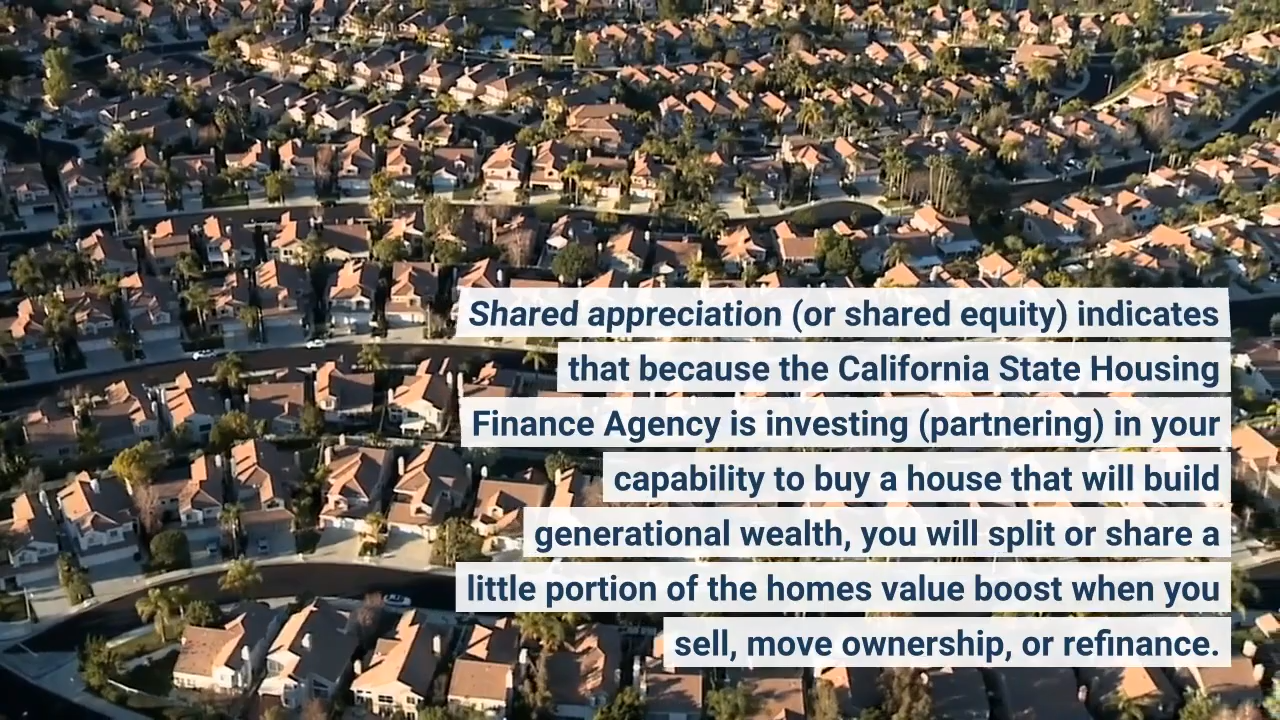 Shared appreciation (or shared equity) indicates
that because the California State Housing
Finance Agency is investing (partnering) in your
capability to buy a house that will build
generational wealth, you will split or share a
little portion of the homes value boost when you
sell, move ownership, or refinance.